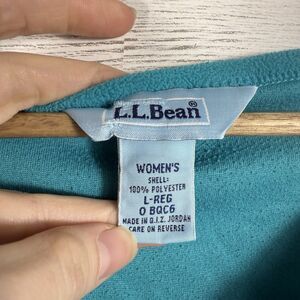 L.L.Bean®
WOMEN'S
SHELL:
100% POLYESTER
L-REG
0 BQC6
MADE IN Q.I.Z. JORDAN
CARE ON REVERSE